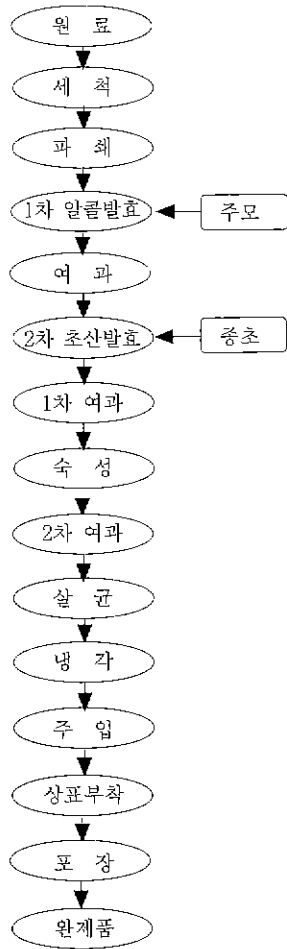 원 료
세 척
파 쇄
1차 알콜발효
주모
여 과
2차 초산발효
종초
1차 여과
숙 성
2차 여과
살 균
냉 각
주 입
상표부착
포 장
완제품